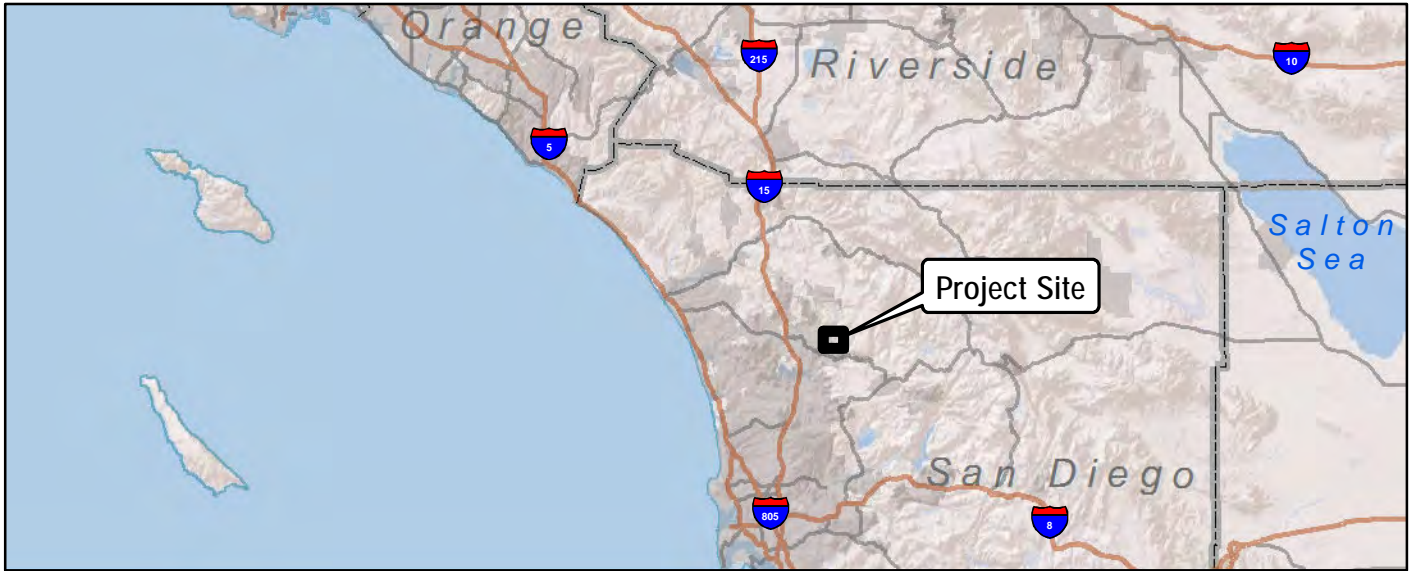 Orange
Riverside
215
10
5
15
Salton
Sea
Project Site
San Diego
805
8